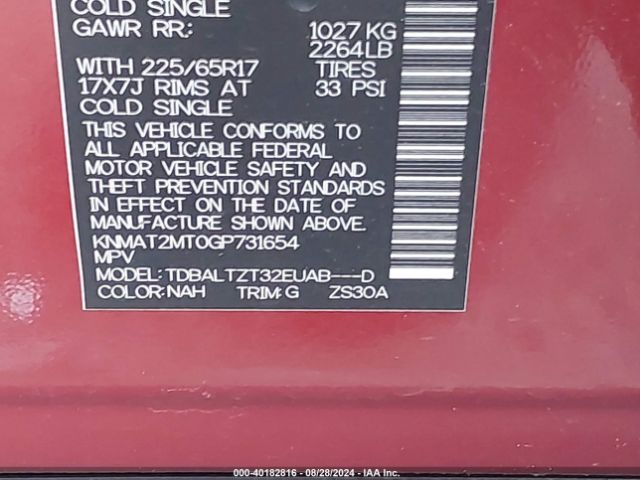 COLD SINGLE
GAWR RR.: 1027 KG
2264LB
WITH 225/65R17 TIRES
17X7J RIMS AT 33 PSI
COLD SINGLE
THIS VEHICLE CONFORMS TO
ALL APPLICABLE FEDERAL
MOTOR VEHICLE SAFETY AND
THEFT PREVENTION STANDARDS
IN EFFECT ON THE DATE OF
MANUFACTURE SHOWN ABOVE.
KNMAT2MT0GP731654
MPV
MODEL: TDBALTZT32EUAB---D
COLOR: NAH TRIM: G ZS30A
000-40182816 - 08/28/2024 - IAA Inc.